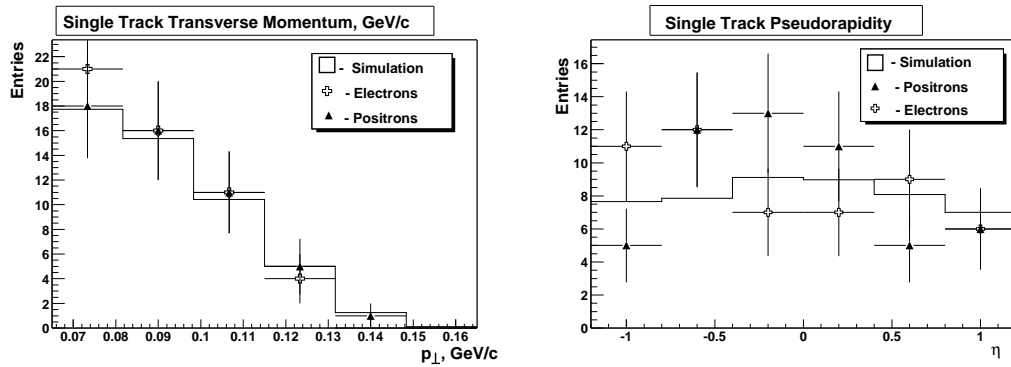 Single Track Transverse Momentum, GeV/c
Entries
22
20
18
16
14
12
10
8
6
4
2
0
- Simulation
- Electrons
- Positrons
0.07 0.08 0.09 0.1 0.11 0.12 0.13 0.14 0.15 0.16
p⊥, GeV/c
Single Track Pseudorapidity
Entries
16
14
12
10
8
6
4
2
0
- Simulation
- Positrons
- Electrons
-1 -0.5 0 0.5 1
η